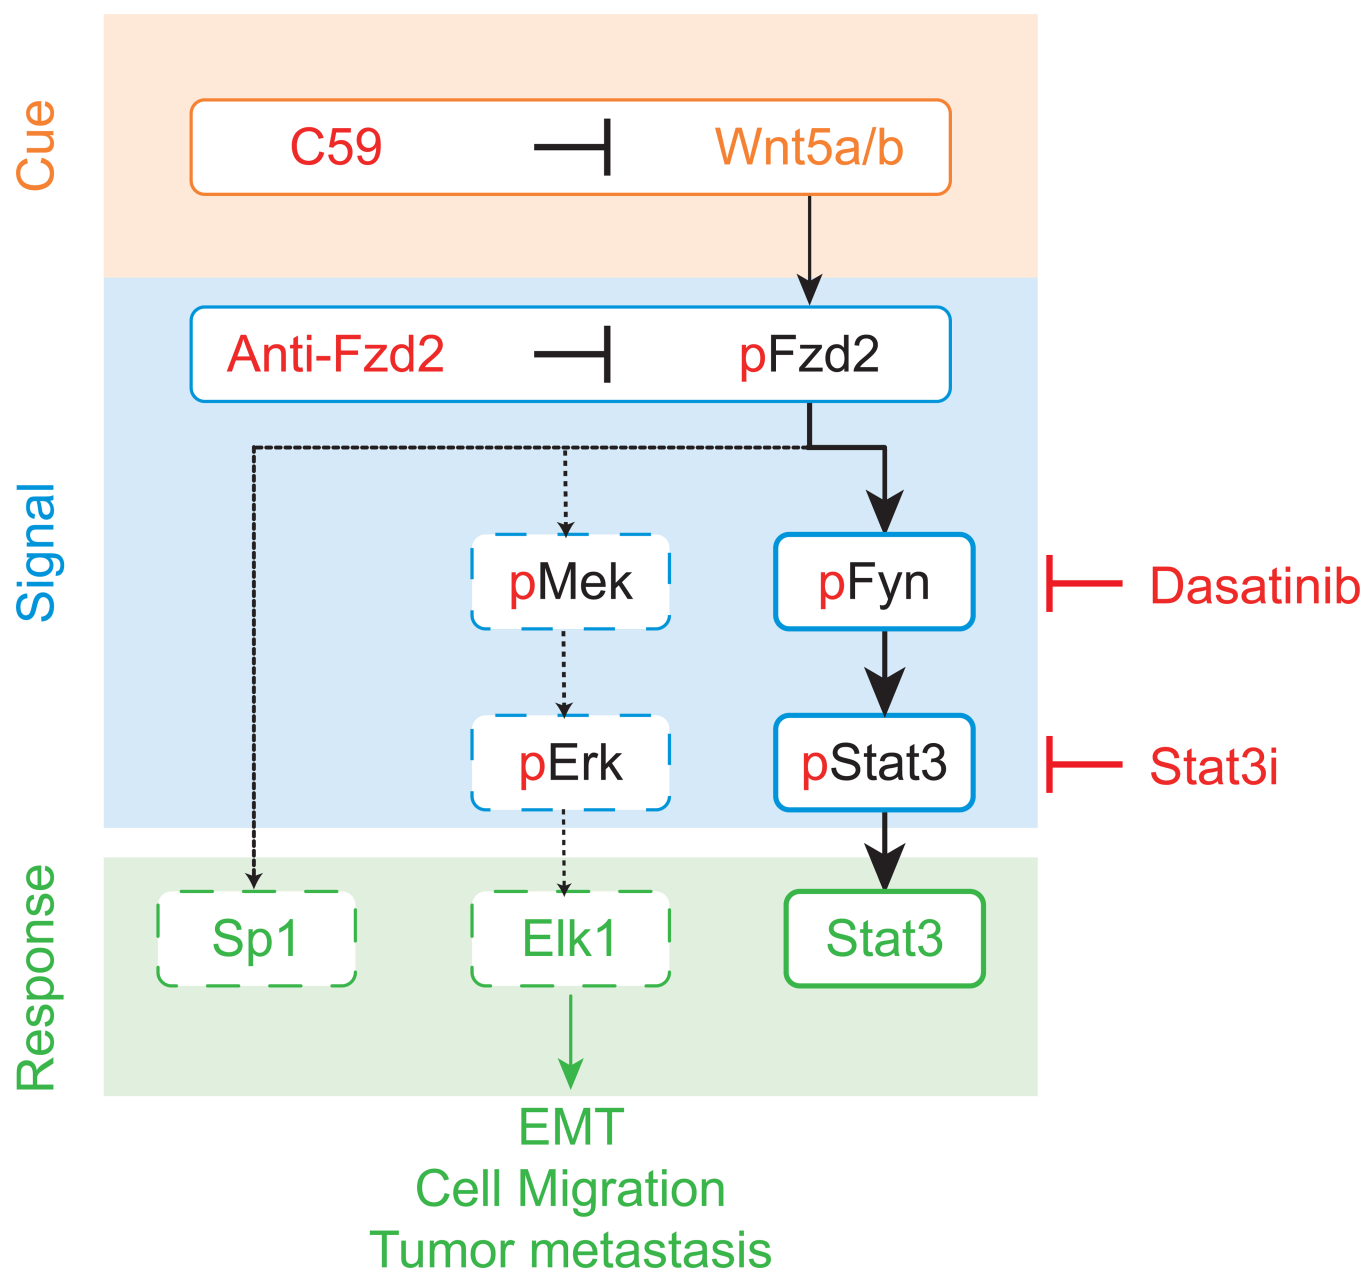 Cue
C59
Wnt5a/b
Signal
Anti-Fzd2
pFzd2
pMek
pFyn
Dasatinib
pErk
pStat3
Stat3i
Response
Sp1
Elk1
Stat3
EMT
Cell Migration
Tumor metastasis